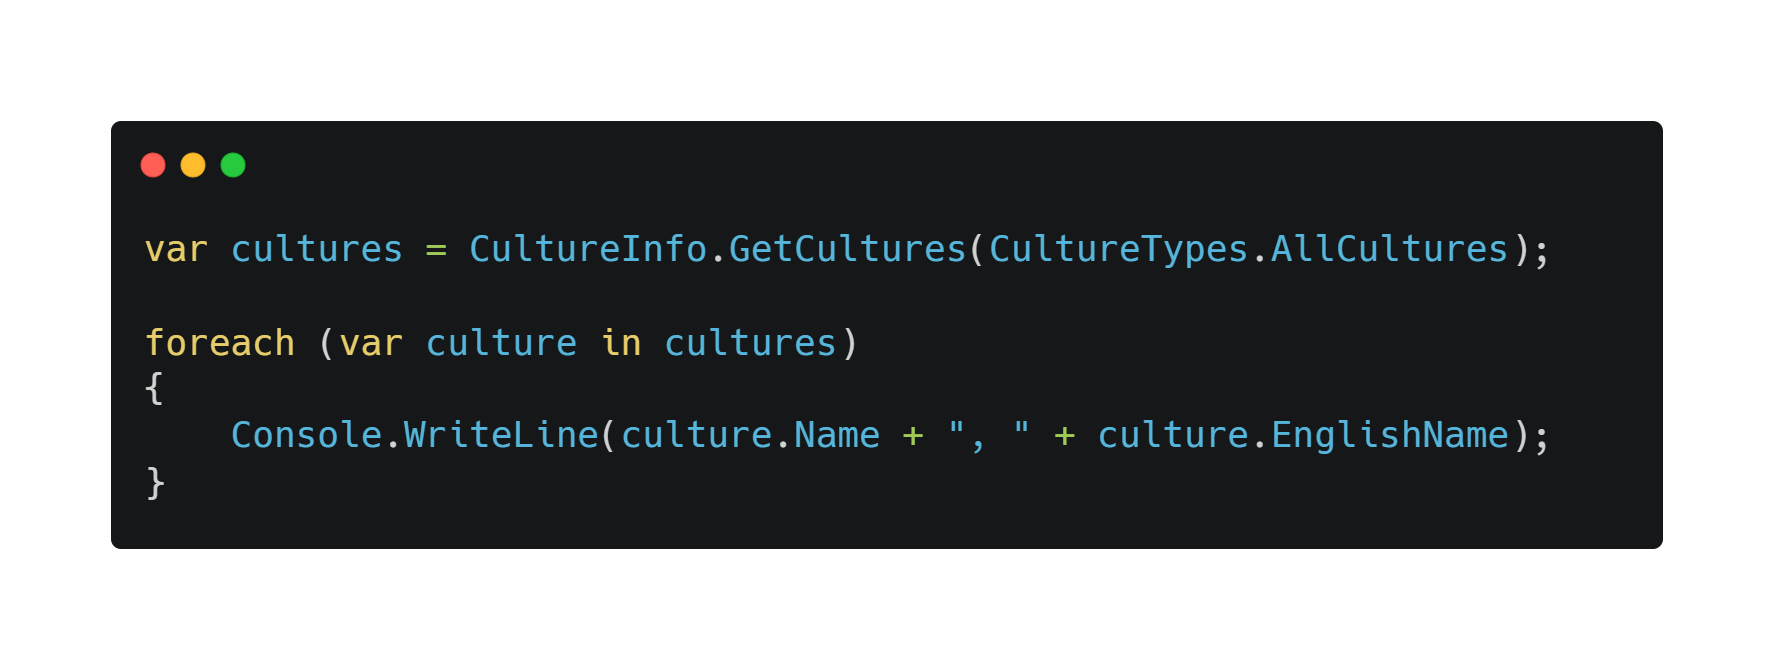 var cultures = CultureInfo.GetCultures(CultureTypes.AllCultures);

foreach (var culture in cultures)
{
    Console.WriteLine(culture.Name + ", " + culture.EnglishName);
}